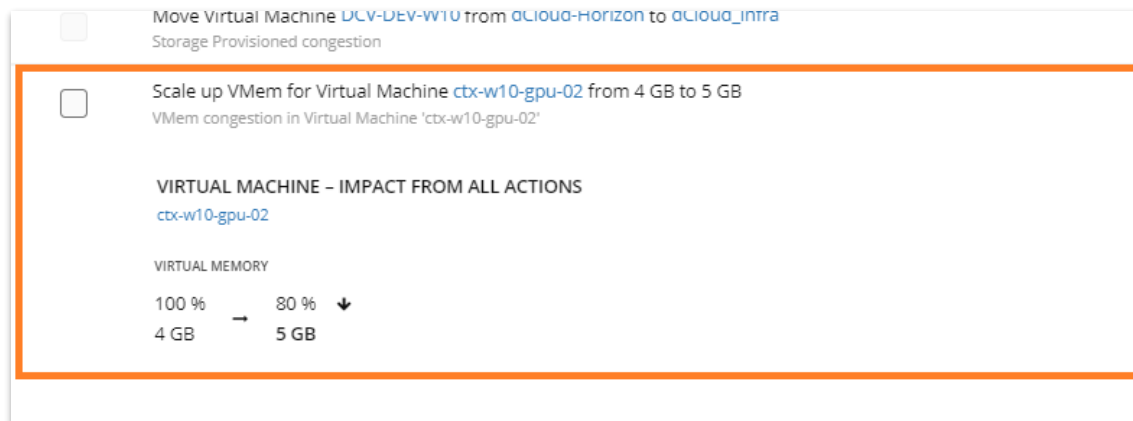 Move Virtual Machine DCV-DEV-W10 from dCloud-Horizon to dCloud_Infra
Storage Provisioned congestion
Scale up VMem for Virtual Machine ctx-w10-gpu-02 from 4 GB to 5 GB
VMem congestion in Virtual Machine 'ctx-w10-gpu-02'
VIRTUAL MACHINE – IMPACT FROM ALL ACTIONS
ctx-w10-gpu-02
VIRTUAL MEMORY
100 % → 80 % ↓
4 GB 5 GB